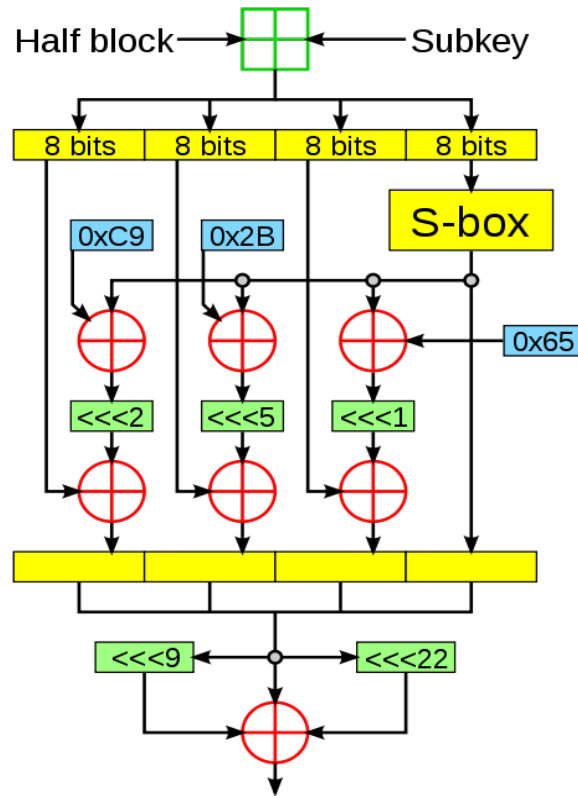 Half block
Subkey
8 bits
8 bits
8 bits
8 bits
S-box
0xC9
0x2B
0x65
<<<2
<<<5
<<<1
<<<9
<<<22